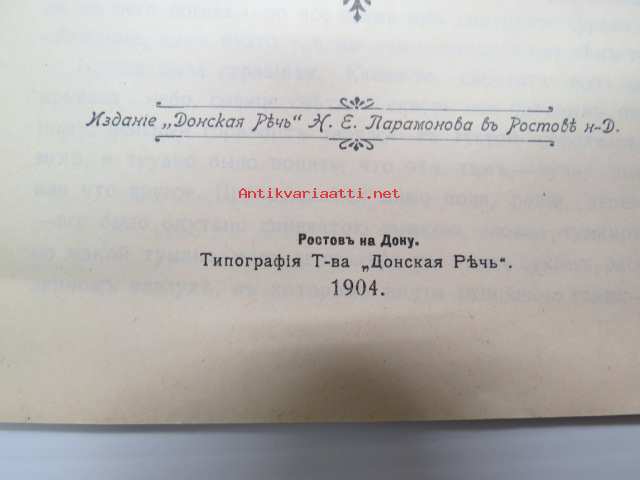 Изданіе „Донская Рѣчь" Н. Е. Парамонова въ Ростовѣ н-Д.
Antikvariaatti.net
Ростовъ на Дону.
Типографія Т-ва „Донская Рѣчь".
1904.